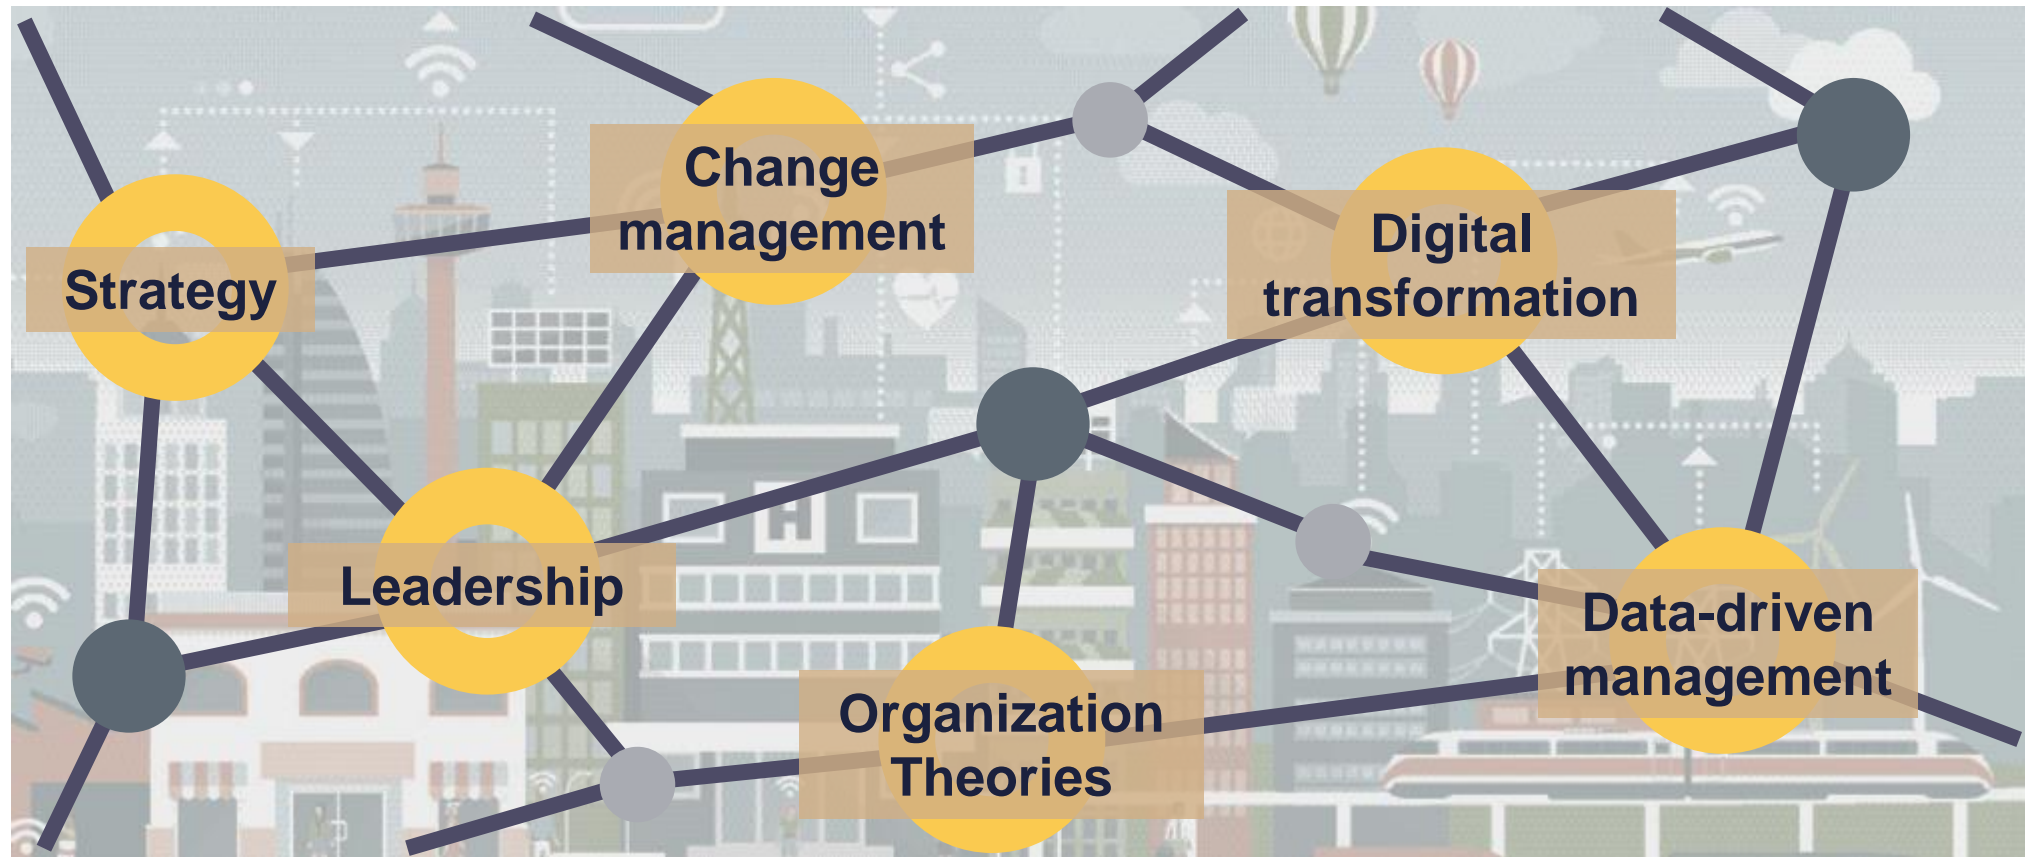 Change
management
Digital
transformation
Strategy
Leadership
Data-driven
management
Organization
Theories
H